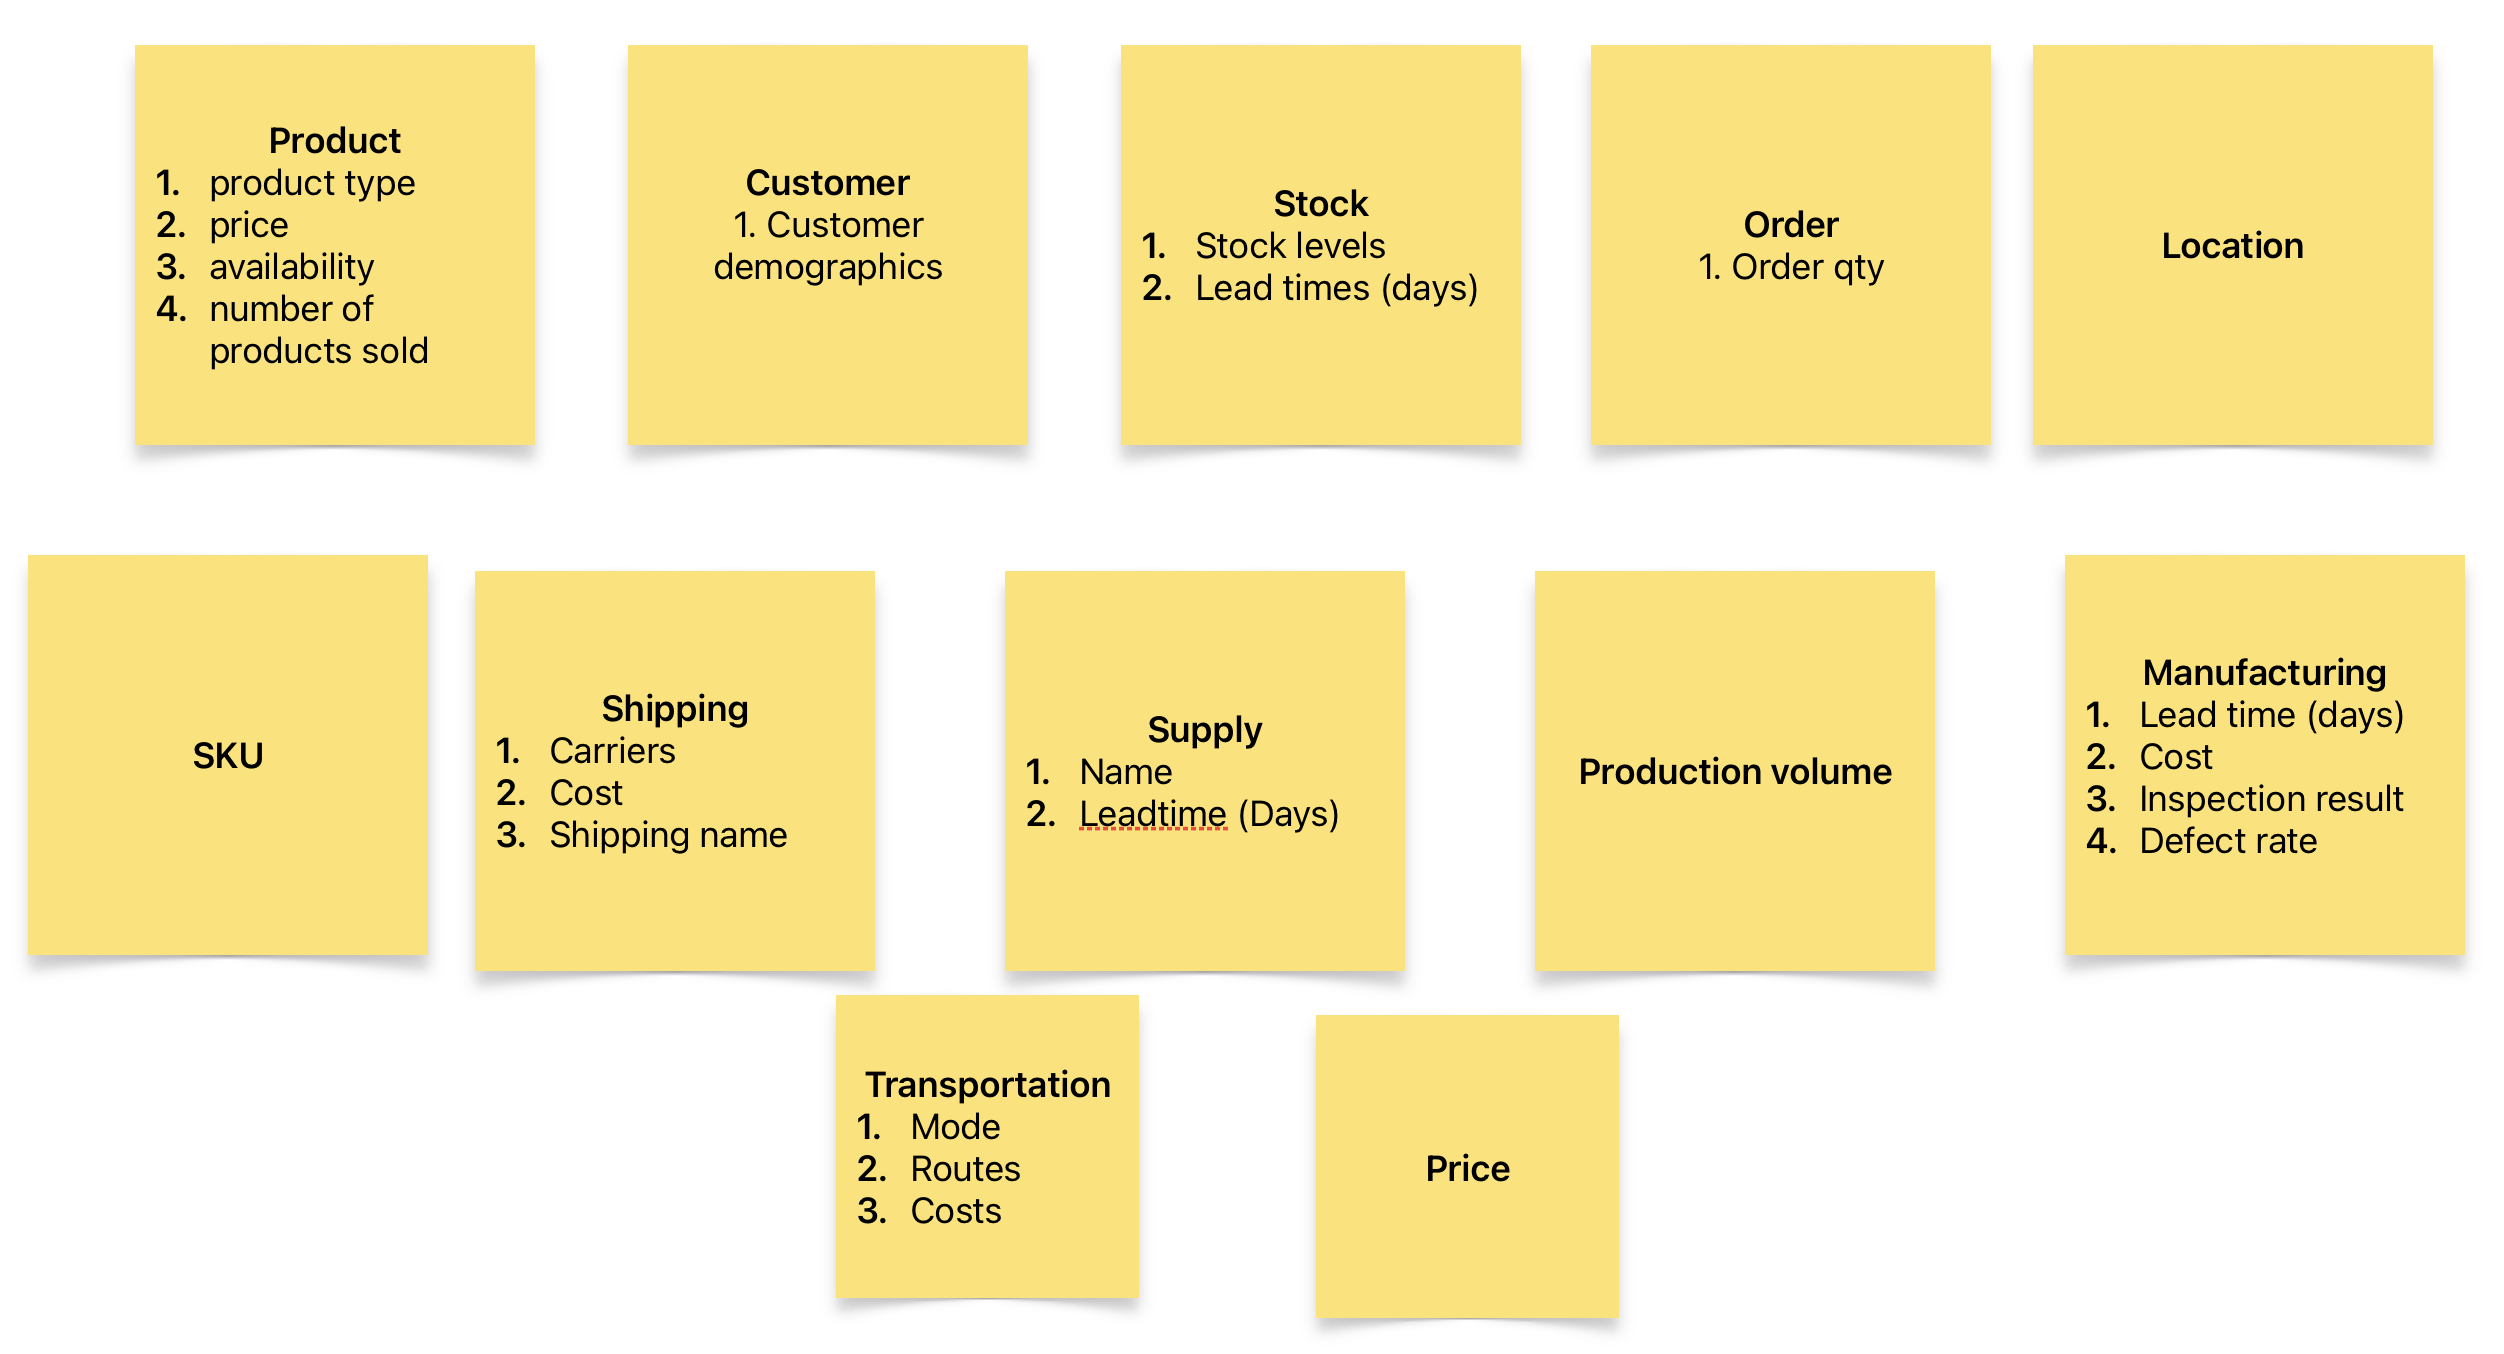 Product
1. product type
2. price
3. availability
4. number of
products sold
Customer
1. Customer
demographics
Stock
1. Stock levels
2. Lead times (days)
Order
1. Order qty
Location
SKU
Shipping
1. Carriers
2. Cost
3. Shipping name
Supply
1. Name
2. Leadtime (Days)
Production volume
Manufacturing
1. Lead time (days)
2. Cost
3. Inspection result
4. Defect rate
Transportation
1. Mode
2. Routes
3. Costs
Price